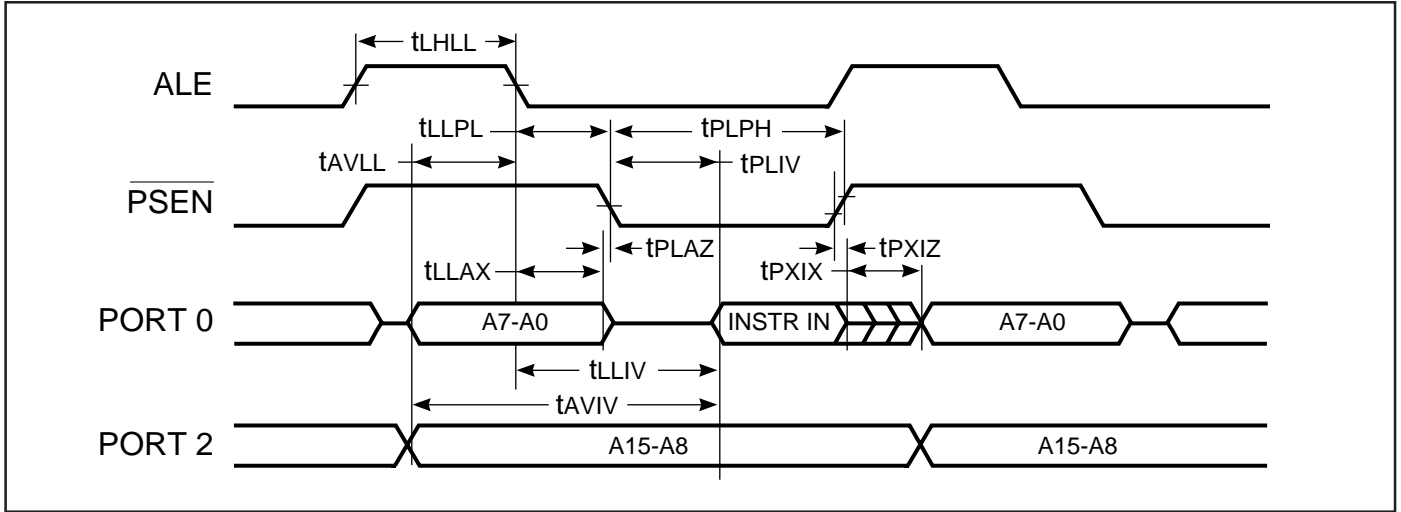 tLHLL
ALE
tLLPL
tPLPH
tAVLL
tPLIV
PSEN
tPLAZ
tPXIZ
tLLAX
tPXIX
PORT 0
A7-A0
INSTR IN
A7-A0
tLLIV
tAVIV
PORT 2
A15-A8
A15-A8